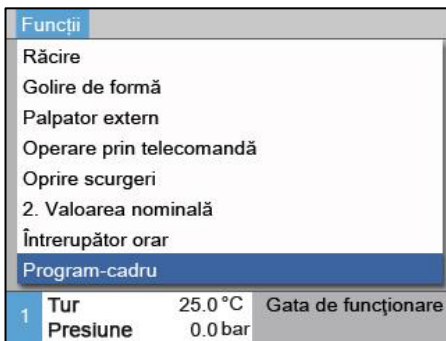 Funcții
Răcire
Golire de formă
Palpator extern
Operare prin telecomandă
Oprire scurgeri
2. Valoarea nominală
Întrerupător orar
Program-cadru
1 Tur 25.0 °C Gata de funcţionare
Presiune 0.0 bar